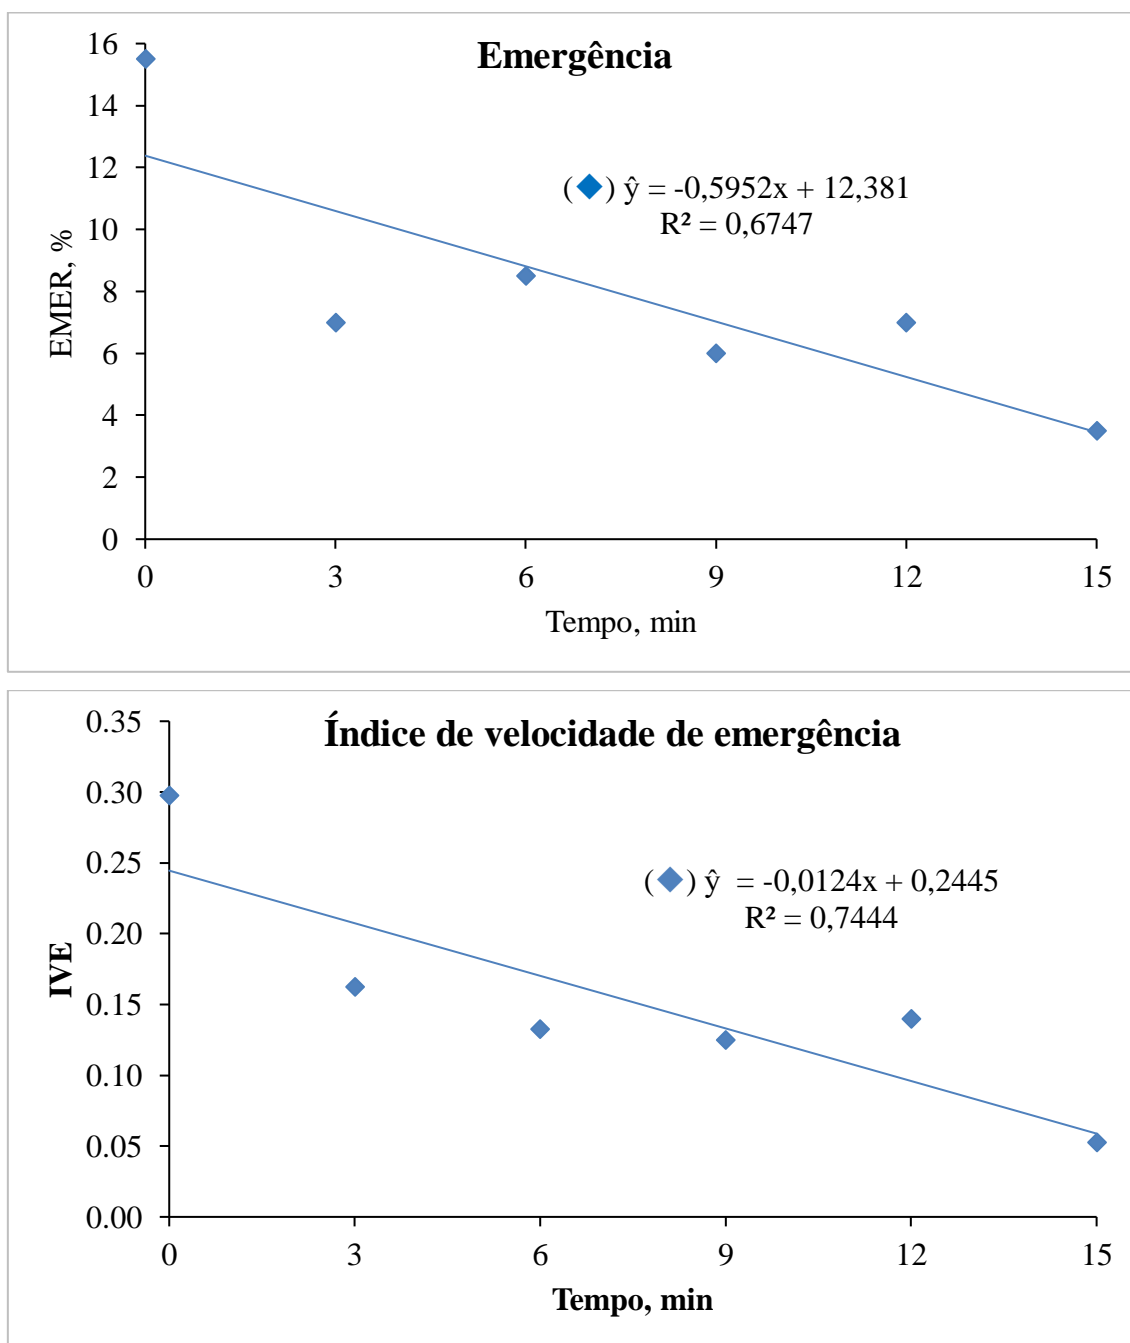 Emergência
16
14
12
10
8
6
4
2
0
EMER, %
( ) ŷ = -0,5952x + 12,381
R² = 0,6747
0 3 6 9 12 15
Tempo, min
Índice de velocidade de emergência
0.35
0.30
0.25
0.20
0.15
0.10
0.05
0.00
IVE
( ) ŷ = -0,0124x + 0,2445
R² = 0,7444
0 3 6 9 12 15
Tempo, min